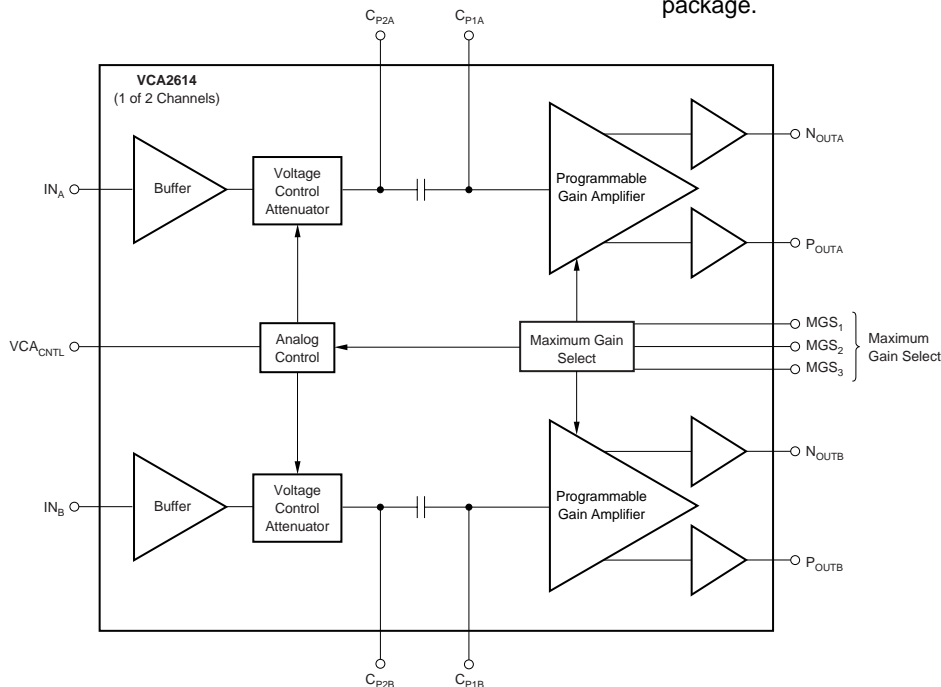 package.
C_P2A
C_P1A
VCA2614
(1 of 2 Channels)
N_OUTA
Voltage
Control
Attenuator
Programmable
Gain Amplifier
IN_A
Buffer
P_OUTA
MGS_1
VCA_CNTL
Analog
Control
Maximum Gain
Select
MGS_2
Maximum
Gain Select
MGS_3
N_OUTB
Voltage
Control
Attenuator
Programmable
Gain Amplifier
IN_B
Buffer
P_OUTB
C_P2B
C_P1B